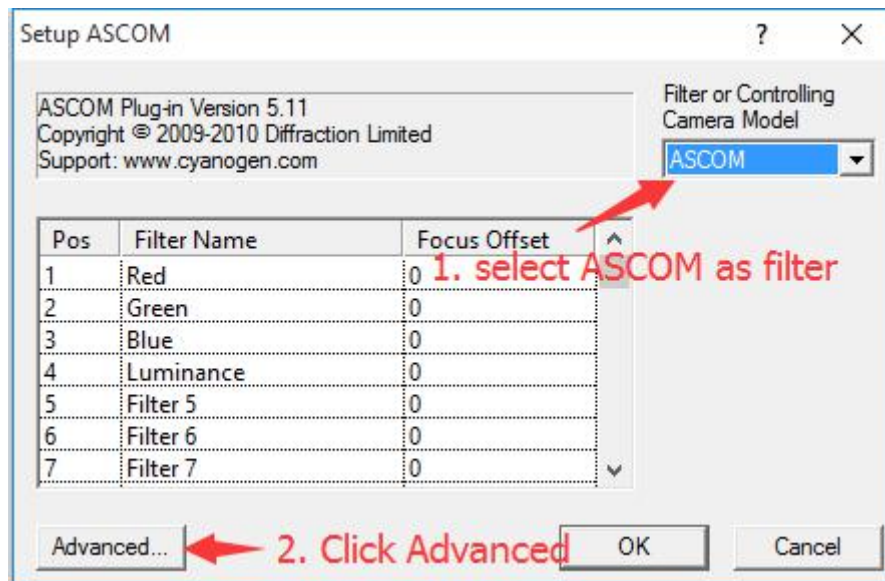 Setup ASCOM
?
ASCOM Plug-in Version 5.11
Copyright © 2009-2010 Diffraction Limited
Support: www.cyanogen.com
Filter or Controlling
Camera Model
ASCOM
Pos Filter Name Focus Offset
1 Red 0
1. select ASCOM as filter
2 Green 0
3 Blue 0
4 Luminance 0
5 Filter 5 0
6 Filter 6 0
7 Filter 7 0
Advanced...
2. Click Advanced
OK
Cancel